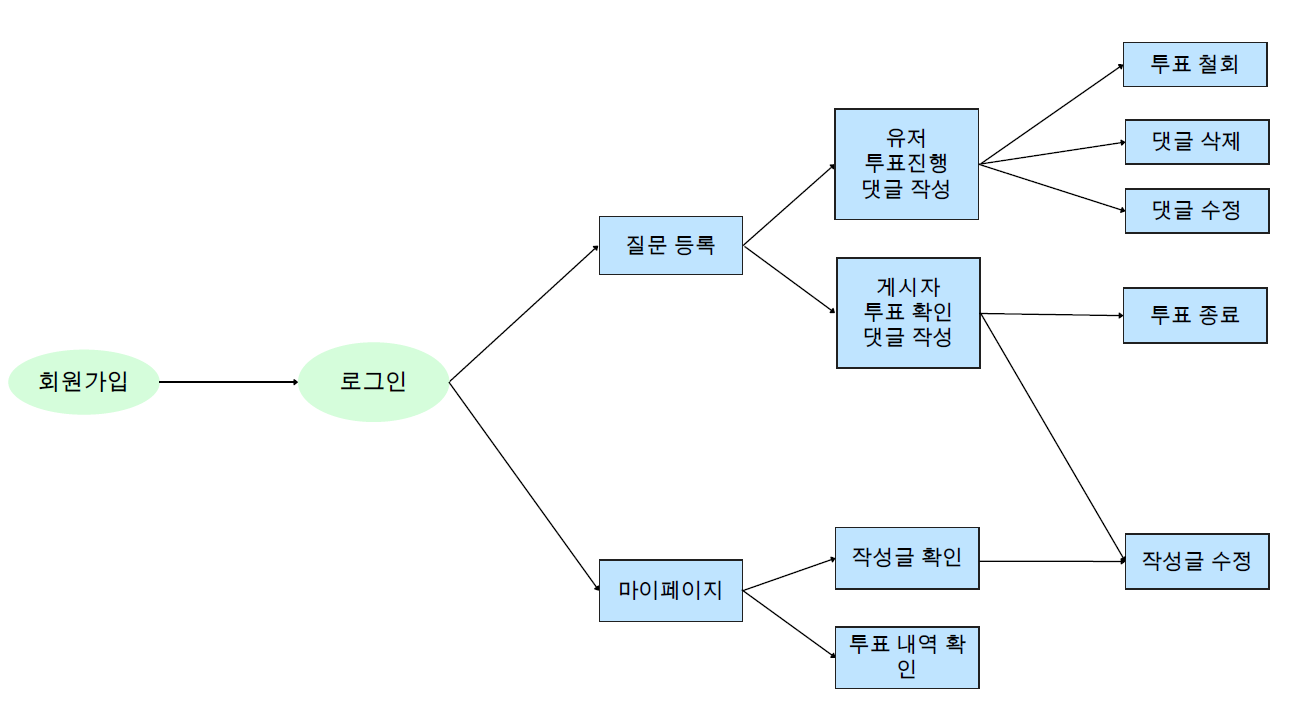 회원가입
로그인
질문 등록
마이페이지
유저
투표진행
댓글 작성
게시자
투표 확인
댓글 작성
작성글 확인
투표 내역 확
인
투표 철회
댓글 삭제
댓글 수정
투표 종료
작성글 수정